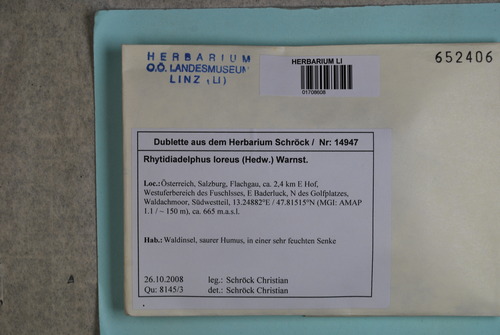 HERBARIUM
O.Ö. LANDESMUSEUM
LINZ (LI)
HERBARIUM LI
01708608
652406
Dublette aus dem Herbarium Schröck / Nr: 14947
Rhytidiadelphus loreus (Hedw.) Warnst.
Loc.: Österreich, Salzburg, Flachgau, ca. 2,4 km E Hof,
Westuferbereich des Fuschlsses, E Baderluck, N des Golfplatzes,
Waldachmoor, Südwestteil, 13.24882°E / 47.81515°N (MGI: AMAP
1.1 / ~ 150 m), ca. 665 m.a.s.l.
Hab.: Waldinsel, saurer Humus, in einer sehr feuchten Senke
26.10.2008 leg.: Schröck Christian
Qu: 8145/3 det.: Schröck Christian